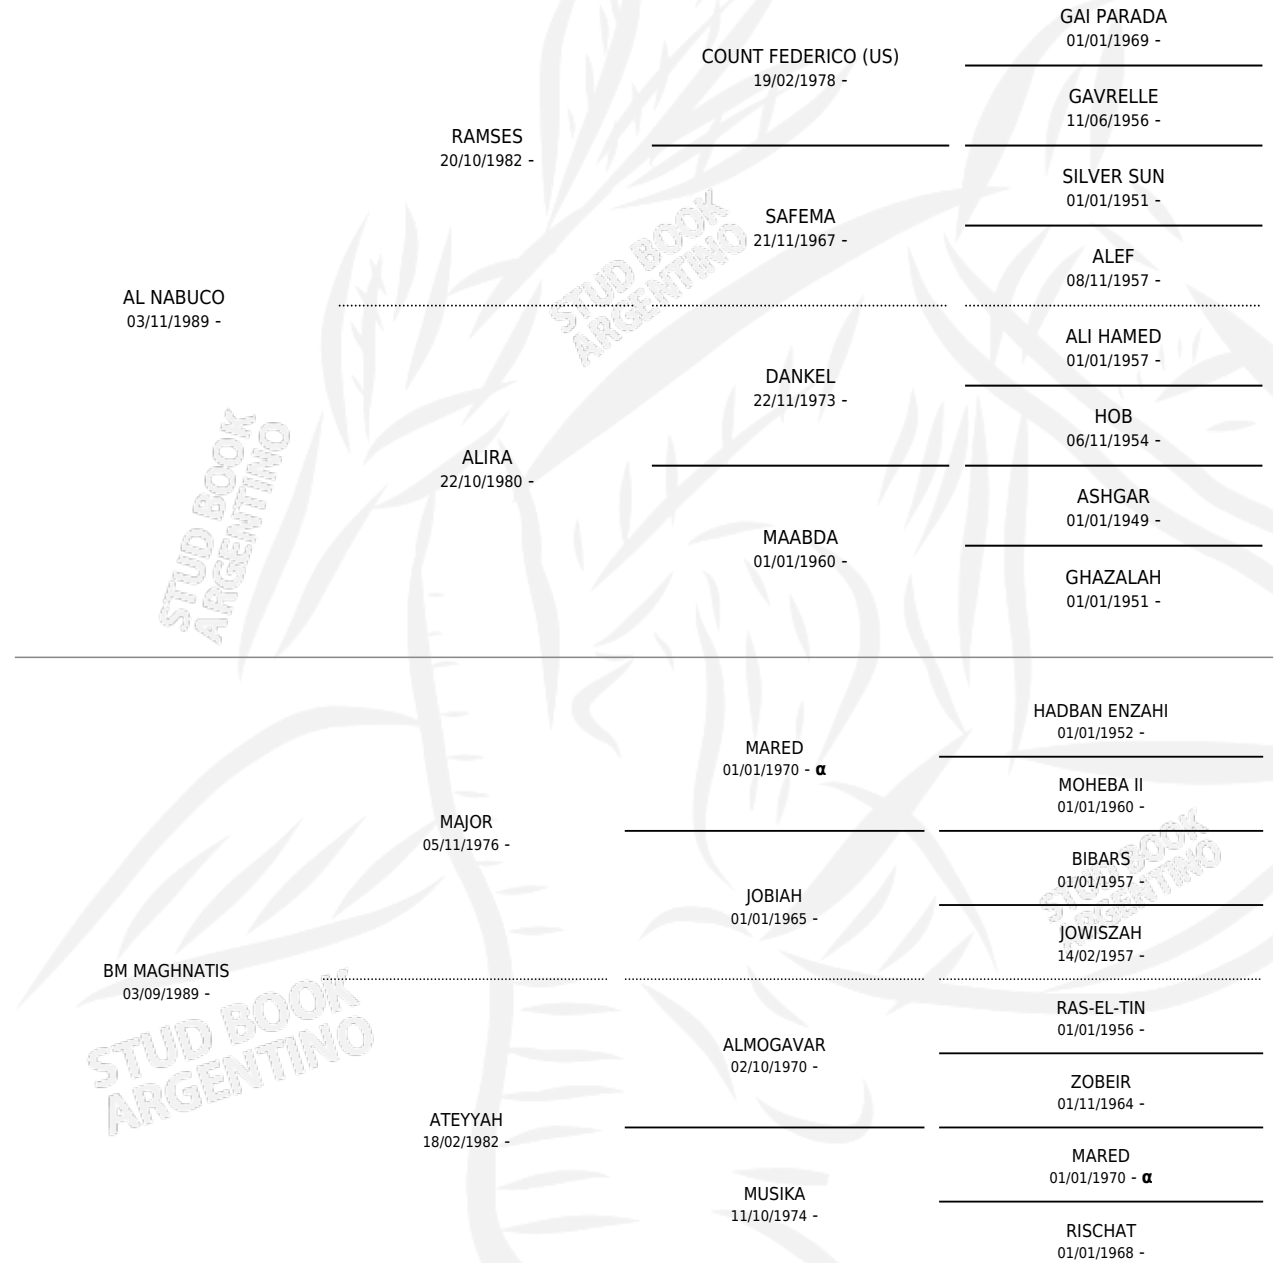 GAI PARADA
01/01/1969 -
COUNT FEDERICO (US)
19/02/1978 -
GAVRELLE
11/06/1956 -
RAMSES
20/10/1982 -
SILVER SUN
01/01/1951 -
SAFEMA
21/11/1967 -
ALEF
08/11/1957 -
AL NABUCO
03/11/1989 -
ALI HAMED
01/01/1957 -
DANKEL
22/11/1973 -
HOB
06/11/1954 -
ALIRA
22/10/1980 -
ASHGAR
01/01/1949 -
MAABDA
01/01/1960 -
GHAZALAH
01/01/1951 -
HADBAN ENZAHI
01/01/1952 -
MARED
01/01/1970 - α
MOHEBA II
01/01/1960 -
MAJOR
05/11/1976 -
BIBARS
01/01/1957 -
JOBIAH
01/01/1965 -
JOWISZAH
14/02/1957 -
BM MAGHNATIS
03/09/1989 -
RAS-EL-TIN
01/01/1956 -
ALMOGAVAR
02/10/1970 -
ZOBEIR
01/11/1964 -
ATEYYAH
18/02/1982 -
MARED
01/01/1970 - α
MUSIKA
11/10/1974 -
RISCHAT
01/01/1968 -
STUD BOOK
ARGENTINO
STUD BOOK
ARGENTINO
STUD BOOK
ARGENTINO
STUD BOOK
ARGENTINO